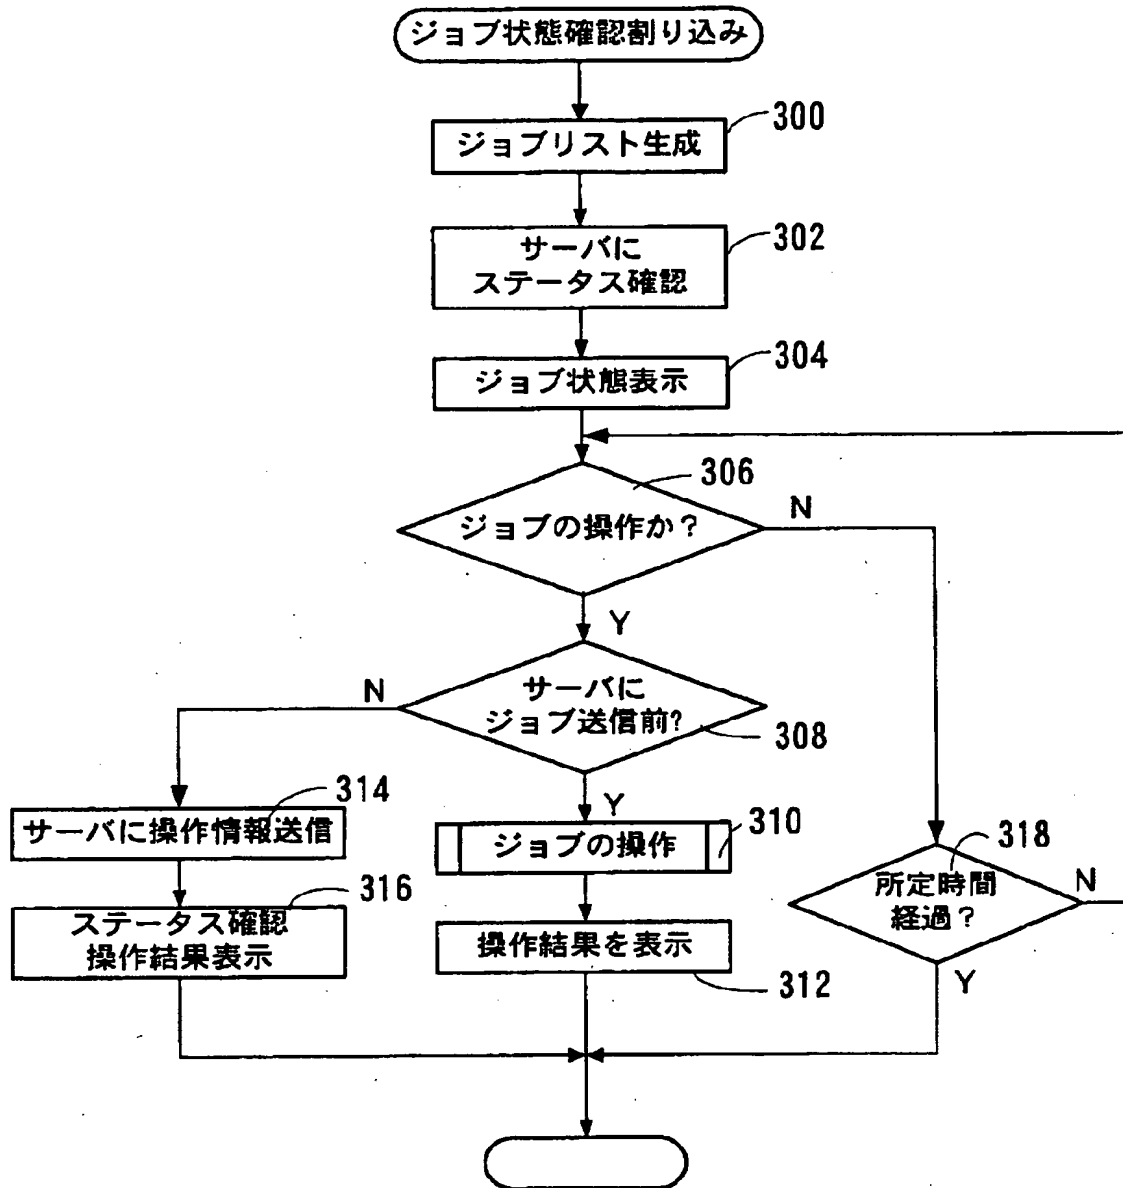 ジョブ状態確認割り込み
300
ジョブリスト生成
302
サーバに
ステータス確認
304
ジョブ状態表示
306
ジョブの操作か?
N
Y
サーバに
ジョブ送信前?
N
308
314
サーバに操作情報送信
Y
ジョブの操作
310
318
所定時間
経過?
N
316
ステータス確認
操作結果表示
操作結果を表示
312
Y